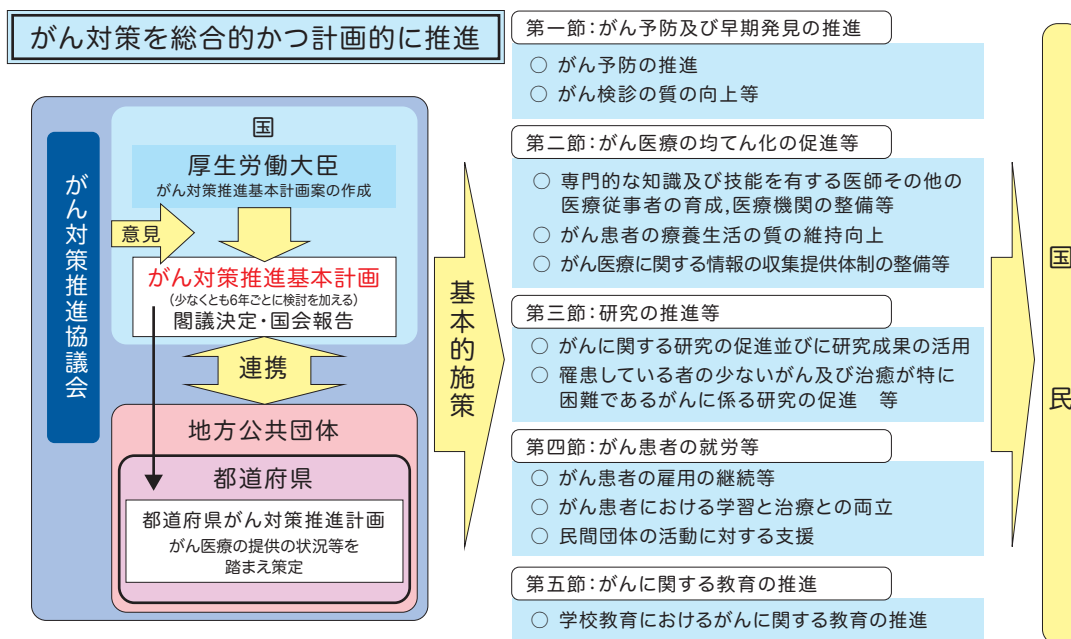 がん対策を総合的かつ計画的に推進
がん対策推進協議会
国
厚生労働大臣
がん対策推進基本計画案の作成
意見
がん対策推進基本計画
(少なくとも6年ごとに検討を加える)
閣議決定・国会報告
連携
地方公共団体
都道府県
都道府県がん対策推進計画
がん医療の提供の状況等を
踏まえ策定
基本的施策
第一節:がん予防及び早期発見の推進
○ がん予防の推進
○ がん検診の質の向上等
第二節:がん医療の均てん化の促進等
○ 専門的な知識及び技能を有する医師その他の
医療従事者の育成,医療機関の整備等
○ がん患者の療養生活の質の維持向上
○ がん医療に関する情報の収集提供体制の整備等
第三節:研究の推進等
○ がんに関する研究の促進並びに研究成果の活用
○ 罹患している者の少ないがん及び治癒が特に
困難であるがんに係る研究の促進 等
第四節:がん患者の就労等
○ がん患者の雇用の継続等
○ がん患者における学習と治療との両立
○ 民間団体の活動に対する支援
第五節:がんに関する教育の推進
○ 学校教育におけるがんに関する教育の推進
国民